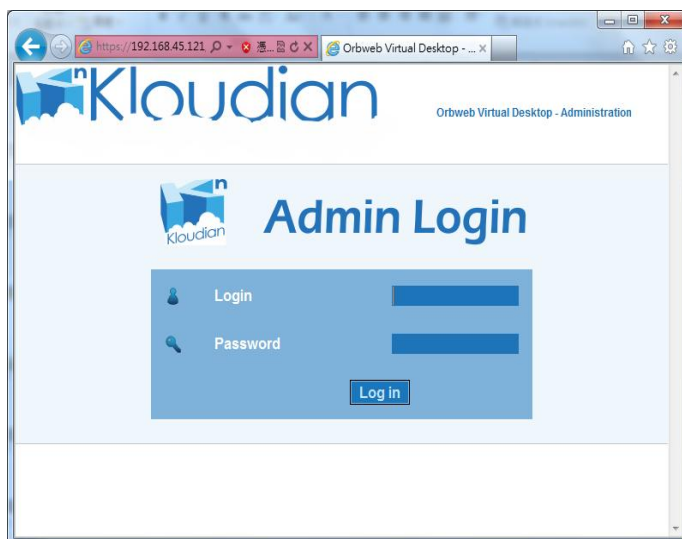 https://192.168.45.121
憑...
Orbweb Virtual Desktop - ...
Kloudian
n
Orbweb Virtual Desktop - Administration
n
Kloudian
Admin Login
Login
Password
Log in